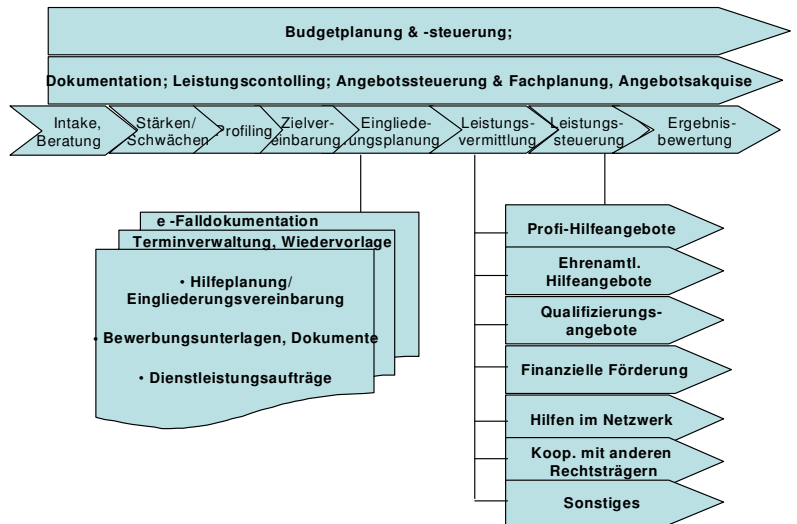 Budgetplanung & -steuerung;
Dokumentation; Leistungscontolling; Angebotssteuerung & Fachplanung, Angebotsakquise
Intake,
Beratung
Stärken/
Schwächen
Profiling
Zielver-
einbarung
Eingliede-
rungsplanung
Leistungs-
vermittlung
Leistungs-
steuerung
Ergebnis-
bewertung
e -Falldokumentation
Terminverwaltung, Wiedervorlage
• Hilfeplanung/
Eingliederungsvereinbarung
• Bewerbungsunterlagen, Dokumente
• Dienstleistungsaufträge
Profi-Hilfeangebote
Ehrenamtl.
Hilfeangebote
Qualifizierungs-
angebote
Finanzielle Förderung
Hilfen im Netzwerk
Koop. mit anderen
Rechtsträgern
Sonstiges